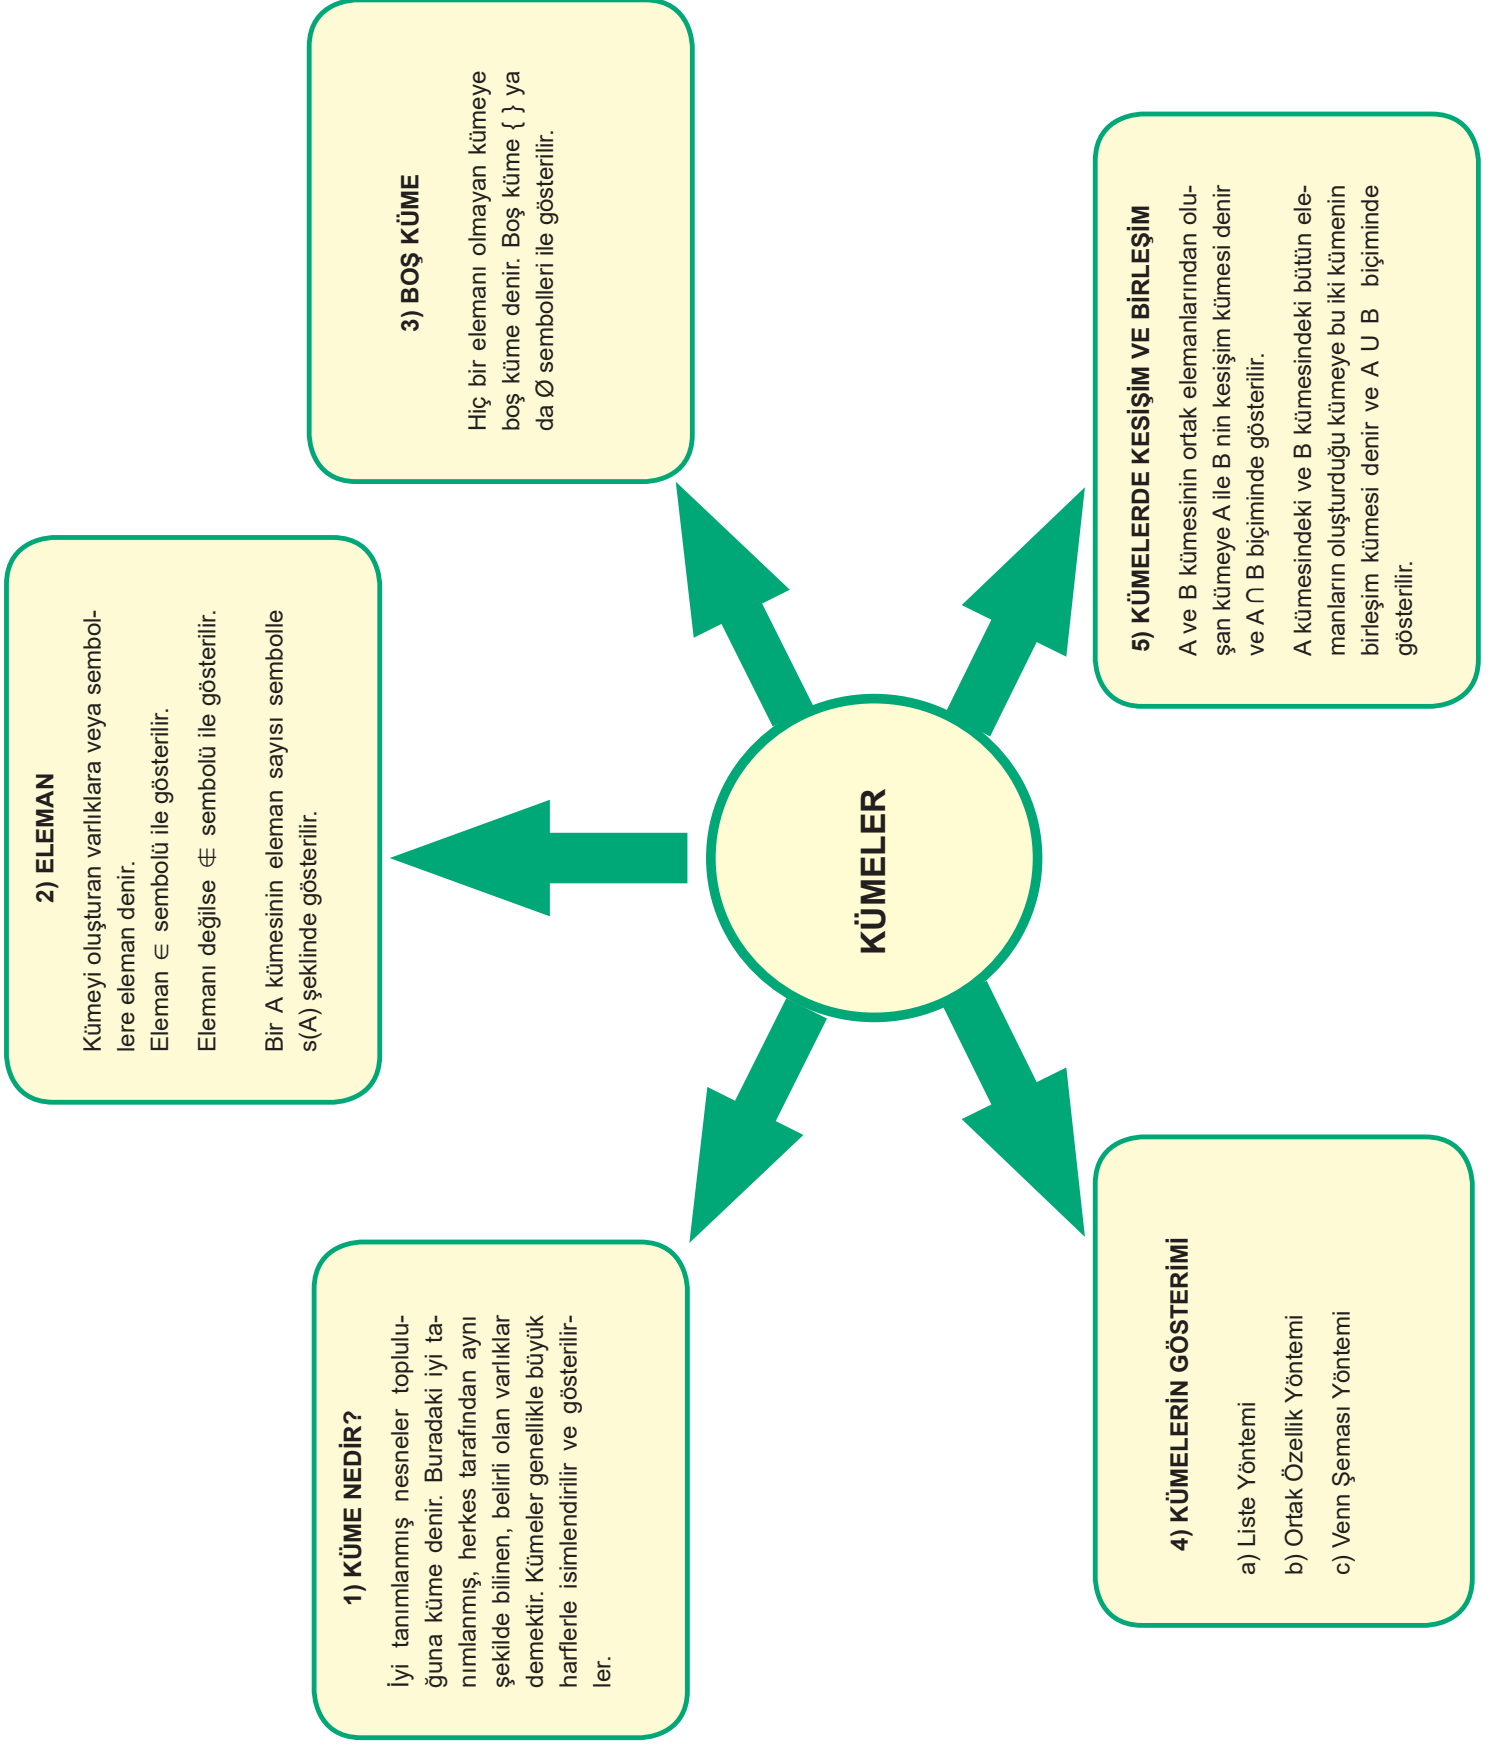 1) KÜME NEDİR?
İyi tanımlanmış nesneler toplulu-
ğuna küme denir. Buradaki iyi ta-
nımlanmış, herkes tarafından aynı
şekilde bilinen, belirli olan varlıklar
demektir. Kümeler genellikle büyük
harflerle isimlendirilir ve gösterilir-
ler.
2) ELEMAN
Kümeyi oluşturan varlıklara veya sembol-
lere eleman denir.
Eleman ∈ sembolü ile gösterilir.
Elemanı değilse ∉ sembolü ile gösterilir.
Bir A kümesinin eleman sayısı sembolle
s(A) şeklinde gösterilir.
3) BOŞ KÜME
Hiç bir elemanı olmayan kümeye
boş küme denir. Boş küme { } ya
da Ø sembolleri ile gösterilir.
KÜMELER
4) KÜMELERİN GÖSTERİMİ
a) Liste Yöntemi
b) Ortak Özellik Yöntemi
c) Venn Şeması Yöntemi
5) KÜMELERDE KESİŞİM VE BİRLEŞİM
A ve B kümesinin ortak elemanlarından olu-
şan kümeye A ile B nin kesişim kümesi denir
ve A ∩ B biçiminde gösterilir.
A kümesindeki ve B kümesindeki bütün ele-
manların oluşturduğu kümeye bu iki kümenin
birleşim kümesi denir ve A U B biçiminde
gösterilir.